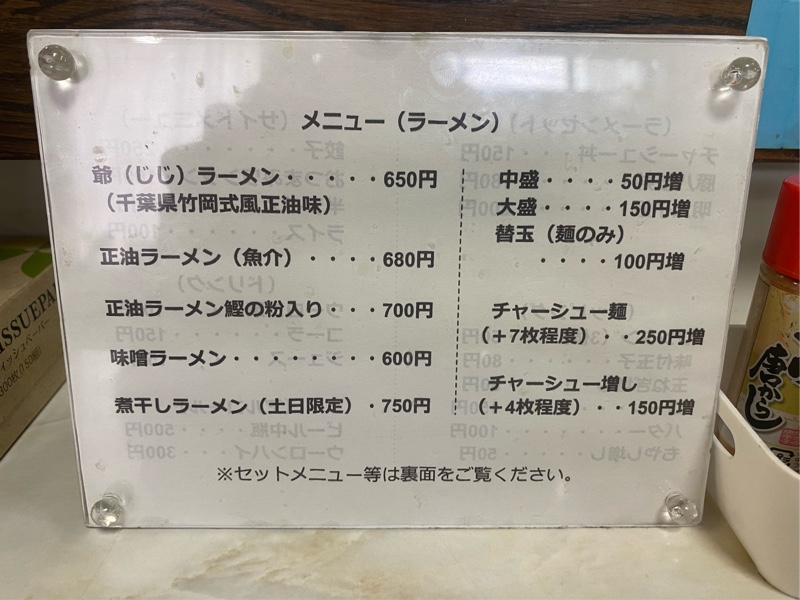 メニュー（ラーメン）
爺（じじ）ラーメン・・・・・650円
（千葉県竹岡式風正油味）
正油ラーメン（魚介）・・・・680円
正油ラーメン鰹の粉入り・・・700円
味噌ラーメン・・・・・・・・600円
煮干しラーメン（土日限定）・750円
中盛・・・・50円増
大盛・・・・150円増
替玉（麺のみ）
・・・・100円増
チャーシュー麺
（＋7枚程度）・・250円増
チャーシュー増し
（＋4枚程度）・・150円増
※セットメニュー等は裏面をご覧ください。
唐からし